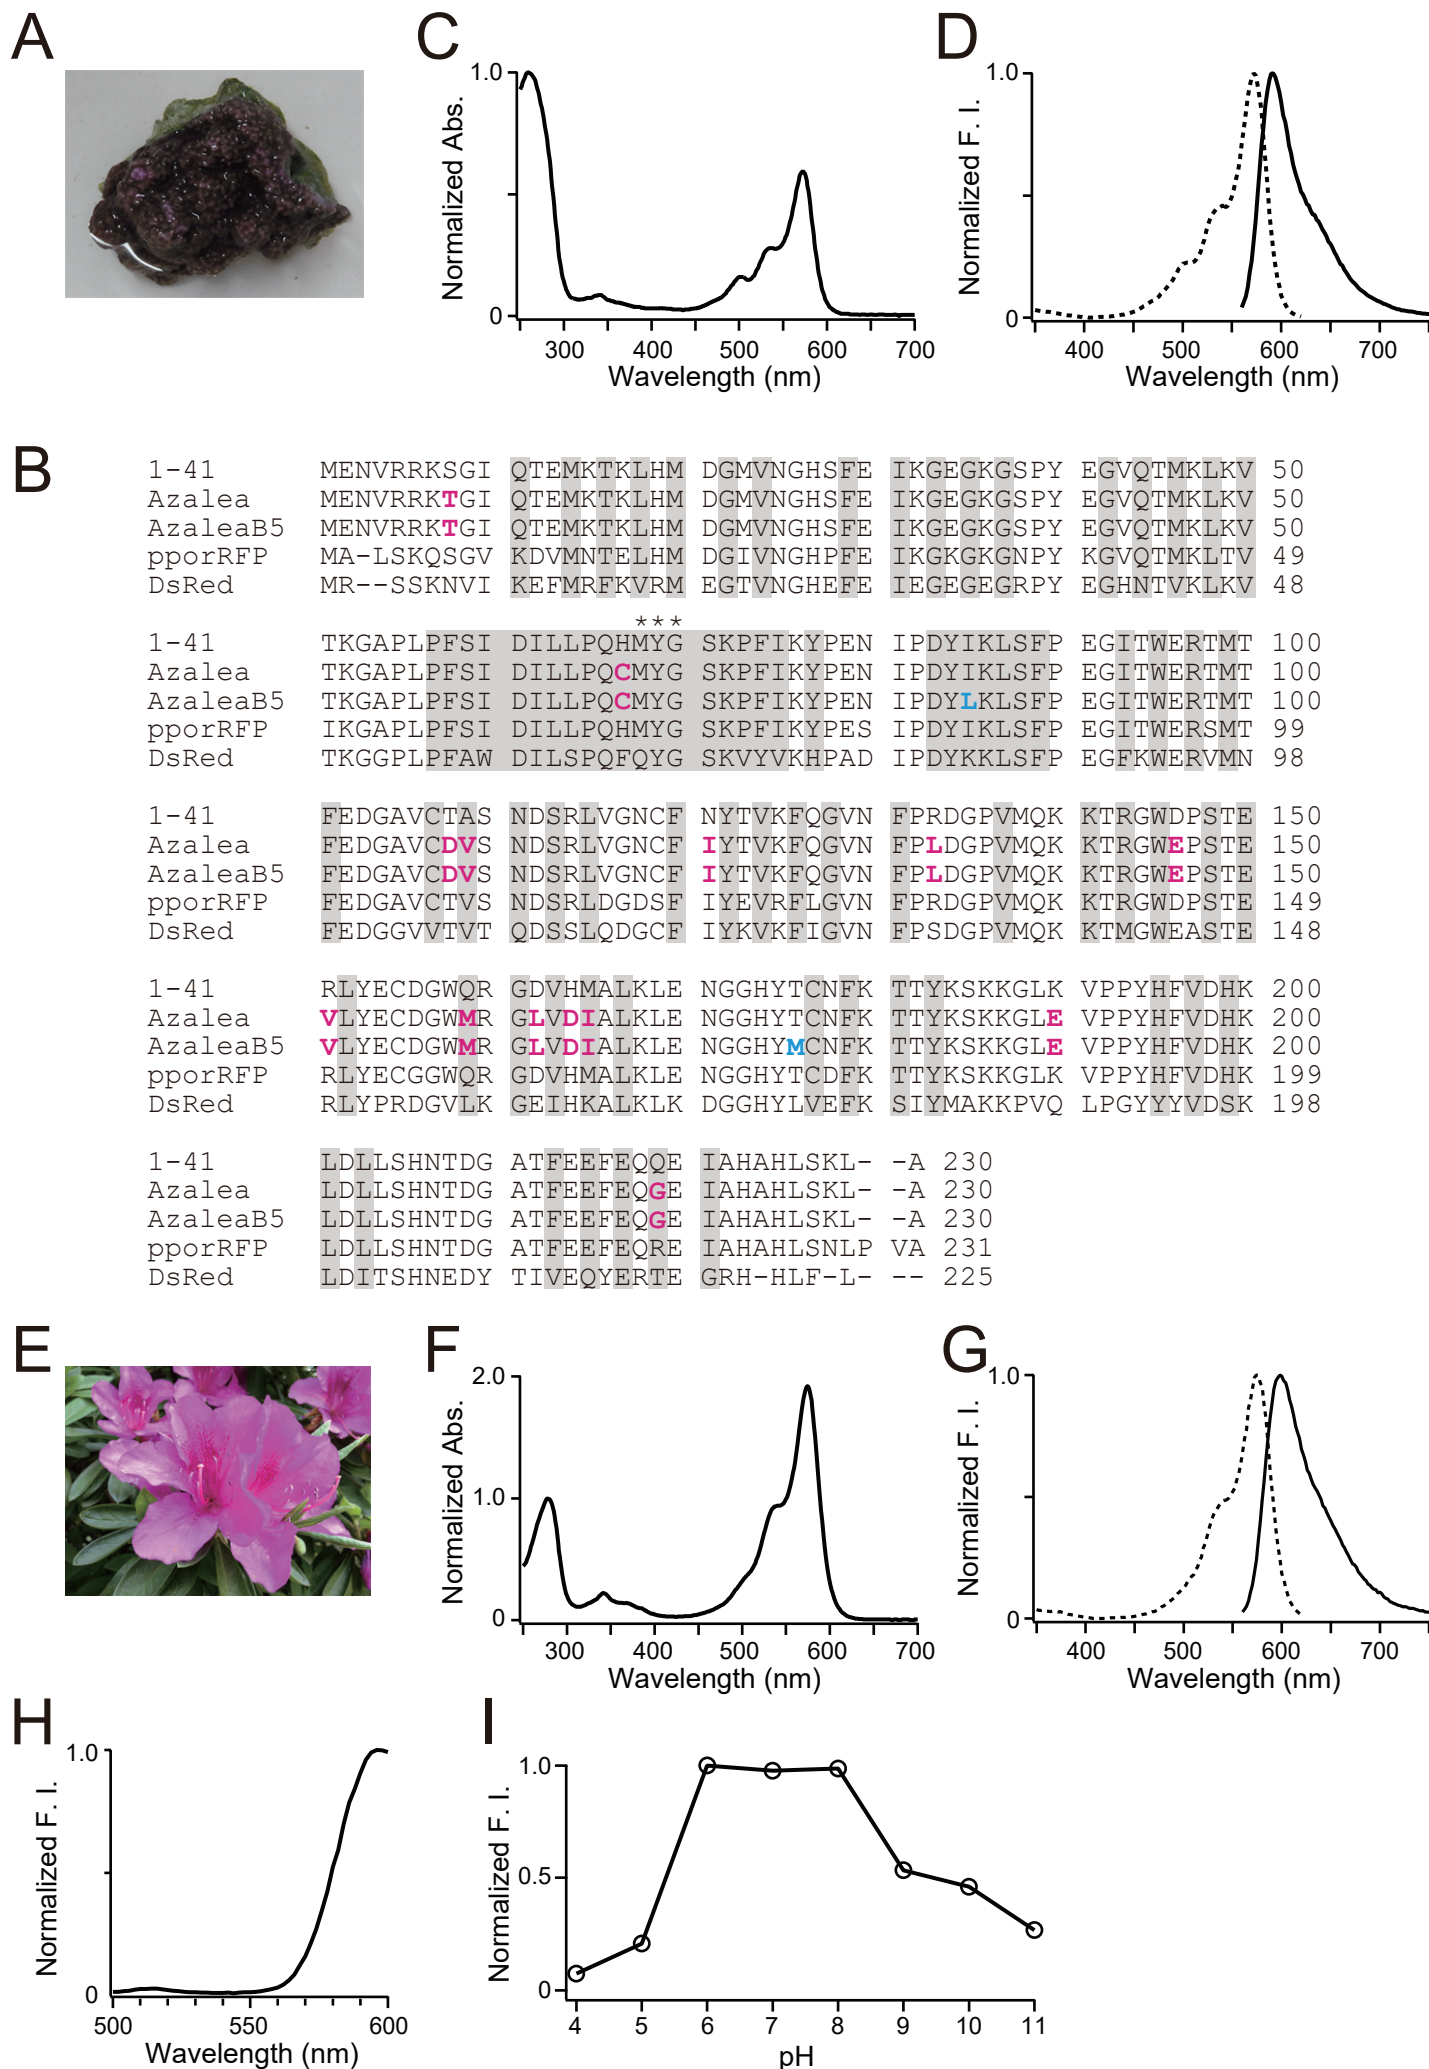 A
C
1.0
0
Normalized Abs.
300 400 500 600 700
Wavelength (nm)
D
1.0
0
Normalized F. I.
400 500 600 700
Wavelength (nm)
B
1-41 MENVRRKSGI QTEMKTKLHM DGMVNGHSFE IKGEGKGSPY EGVQTMKLKV 50
Azalea MENVRRKTGI QTEMKTKLHM DGMVNGHSFE IKGEGKGSPY EGVQTMKLKV 50
AzaleaB5 MENVRRKTGI QTEMKTKLHM DGMVNGHSFE IKGEGKGSPY EGVQTMKLKV 50
pporRFP MA-LSKQSGV KDVMNTELHM DGIVNGHPFE IKGKGKGNPY KGVQTMKLTV 49
DsRed MR--SSKNVI KEFMRFKVRM EGTVNGHEFE IEGEGEGRPY EGHNTVKLKV 48
***
1-41 TKGAPLPFSI DILLPQHMYG SKPFIKYPEN IPDYIKLSFP EGITWERTMT 100
Azalea TKGAPLPFSI DILLPQCMYG SKPFIKYPEN IPDYIKLSFP EGITWERTMT 100
AzaleaB5 TKGAPLPFSI DILLPQCMYG SKPFIKYPEN IPDYLKLSFP EGITWERTMT 100
pporRFP IKGAPLPFSI DILLPQHMYG SKPFIKYPES IPDYIKLSFP EGITWERSMT 99
DsRed TKGGPLPFAW DILSPQFQYG SKVYVKHPAD IPDYKKLSFP EGFKWERVMN 98
1-41 FEDGAVCTAS NDSRLVGNCF NYTVKFQGVN FPRDGPVMQK KTRGWDPSTE 150
Azalea FEDGAVCDVS NDSRLVGNCF IYTVKFQGVN FPLDGPVMQK KTRGWEPSTE 150
AzaleaB5 FEDGAVCDVS NDSRLVGNCF IYTVKFQGVN FPLDGPVMQK KTRGWEPSTE 150
pporRFP FEDGAVCTVS NDSRLDGDSF IYEVRFLGVN FPRDGPVMQK KTRGWDPSTE 149
DsRed FEDGGVVTVT QDSSLQDGCF IYKVKFIGVN FPSDGPVMQK KTMGWEASTE 148
1-41 RLYECDGWQR GDVHMALKLE NGGHYTCNFK TTYKSKKGLK VPPYHFVDHK 200
Azalea VLYECDGWMR GLVDIALKLE NGGHYTCNFK TTYKSKKGLE VPPYHFVDHK 200
AzaleaB5 VLYECDGWMR GLVDIALKLE NGGHYMCNFK TTYKSKKGLE VPPYHFVDHK 200
pporRFP RLYECGGWQR GDVHMALKLE NGGHYTCDFK TTYKSKKGLK VPPYHFVDHK 199
DsRed RLYPRDGVLK GEIHKALKLK DGGHYLVEFK SIYMAKKPVQ LPGYYYVDSK 198
1-41 LDLLSHNTDG ATFEEFEQQE IAHAHLSKL- -A 230
Azalea LDLLSHNTDG ATFEEFEQGE IAHAHLSKL- -A 230
AzaleaB5 LDLLSHNTDG ATFEEFEQGE IAHAHLSKL- -A 230
pporRFP LDLLSHNTDG ATFEEFEQRE IAHAHLSNLP VA 231
DsRed LDITSHNEDY TIVEQYERTE GRH-HLF-L- -- 225
E
F
2.0
1.0
0
Normalized Abs.
300 400 500 600 700
Wavelength (nm)
G
1.0
0
Normalized F. I.
400 500 600 700
Wavelength (nm)
H
1.0
0
Normalized F. I.
500 550 600
Wavelength (nm)
I
1.0
0.5
0
Normalized F. I.
4 5 6 7 8 9 10 11
pH